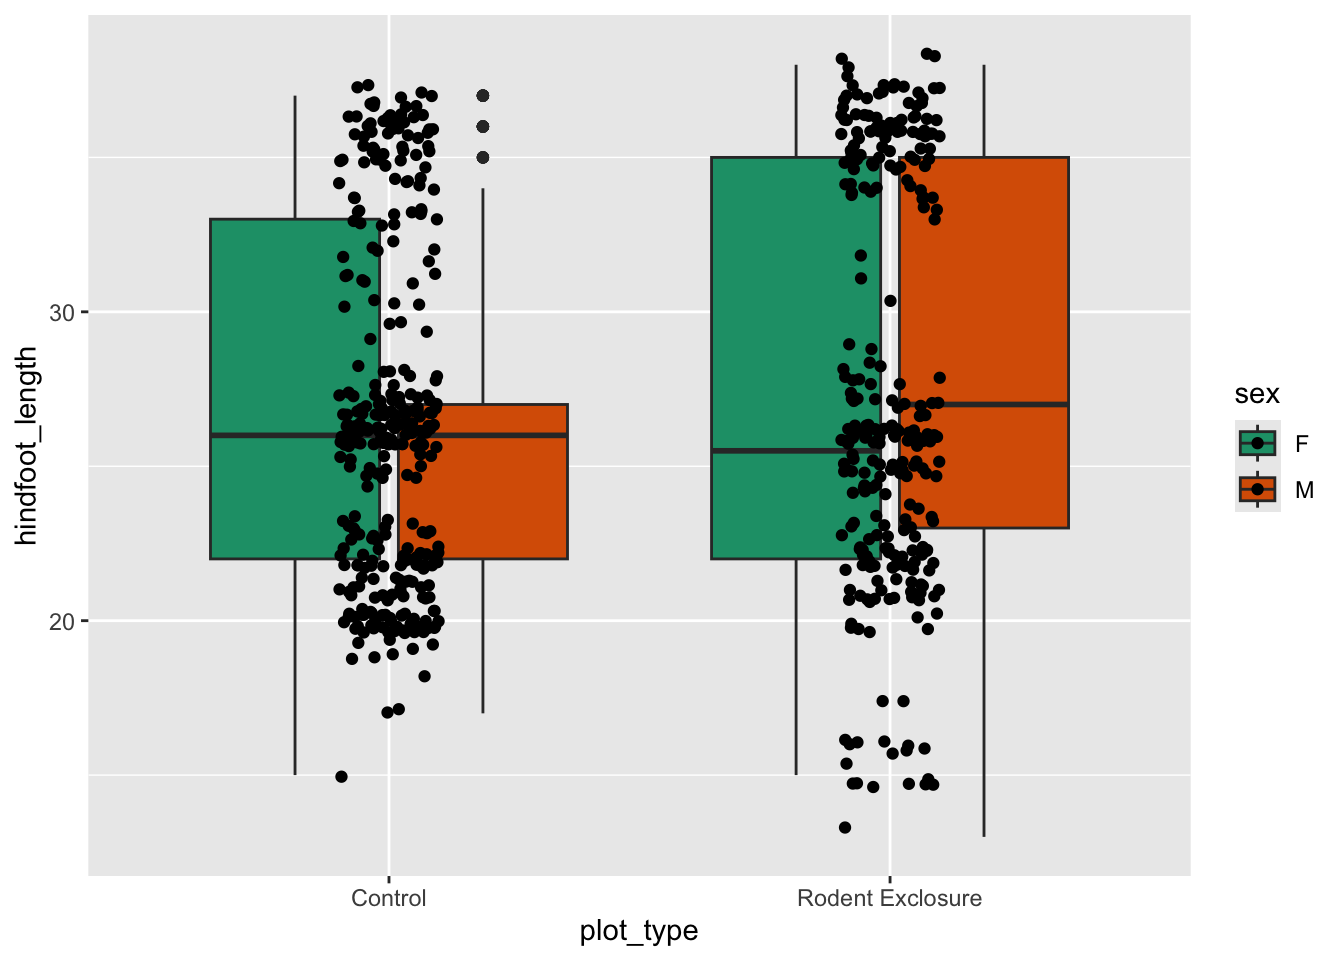 hindfoot_length
30
20
Control
Rodent Exclosure
plot_type
sex
F
M